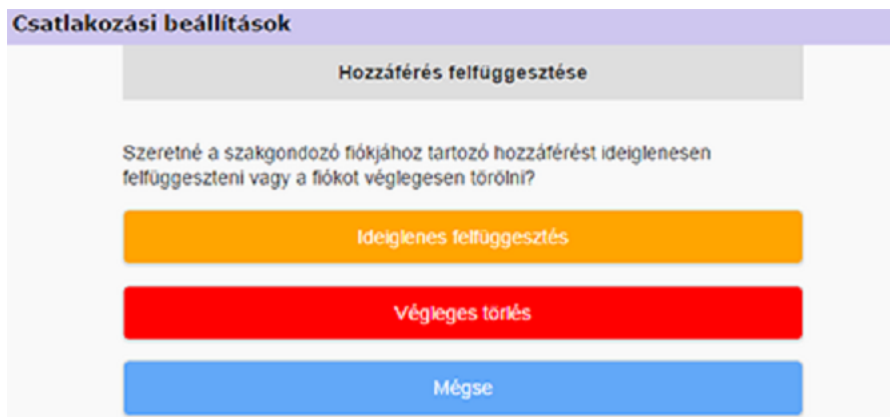 Csatlakozási beállítások
Hozzáférés felfüggesztése
Szeretné a szakgondozó fiókjához tartozó hozzáférést ideiglenesen
felfüggeszteni vagy a fiókot véglegesen törölni?
Ideiglenes felfüggesztés
Végleges törlés
Mégse